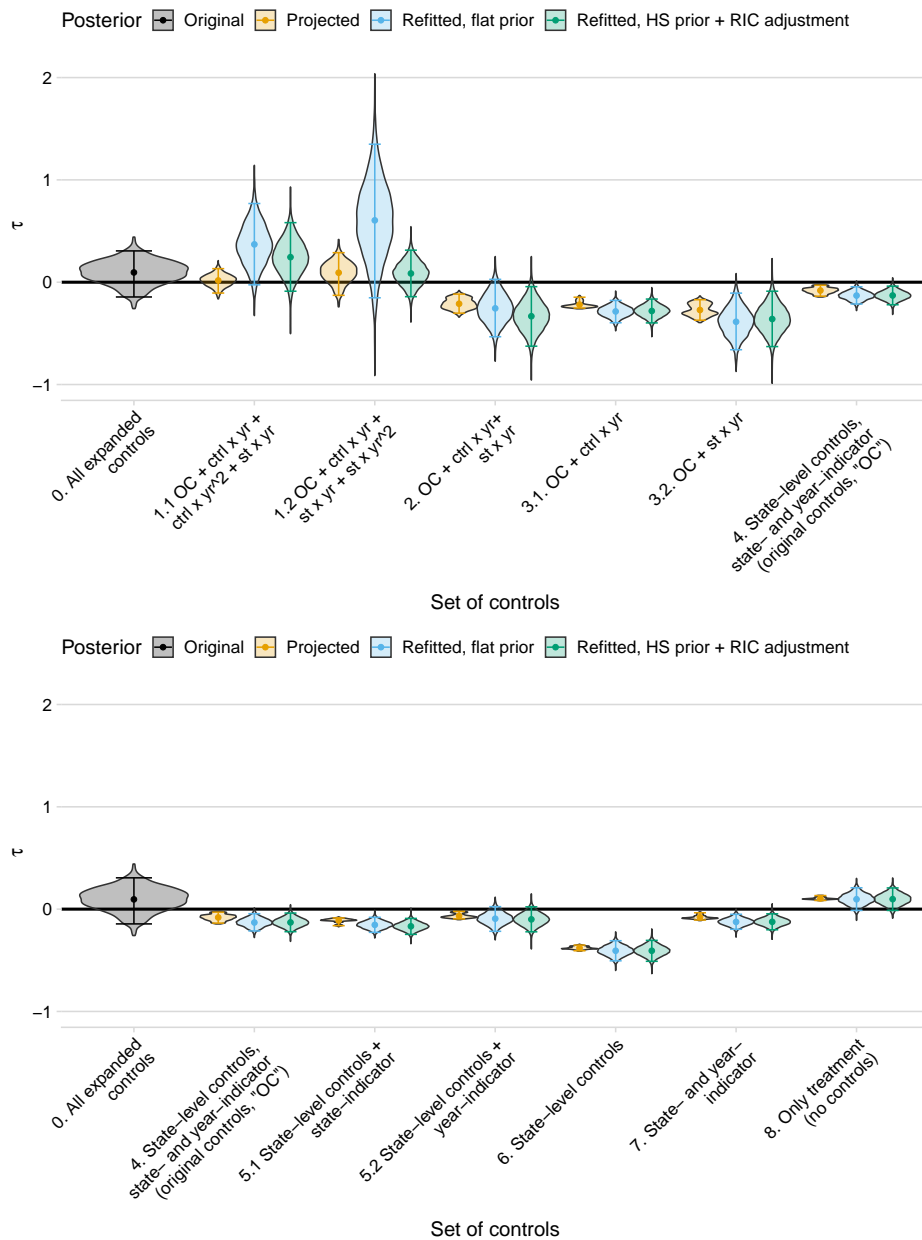 Posterior Original Projected Refitted, flat prior Refitted, HS prior + RIC adjustment
2
1
0
−1
τ
0. All expanded
controls
1.1 OC + ctrl x yr +
ctrl x yr^2 + st x yr
1.2 OC + ctrl x yr +
st x yr + st x yr^2
2. OC + ctrl x yr+
st x yr
3.1. OC + ctrl x yr
3.2. OC + st x yr
4. State−level controls,
state− and year−indicator
(original controls, "OC")
Set of controls
Posterior Original Projected Refitted, flat prior Refitted, HS prior + RIC adjustment
2
1
0
−1
τ
0. All expanded
controls
4. State−level controls,
state− and year−indicator
(original controls, "OC")
5.1 State−level controls +
state−indicator
5.2 State−level controls +
year−indicator
6. State−level controls
7. State− and year−
indicator
8. Only treatment
(no controls)
Set of controls